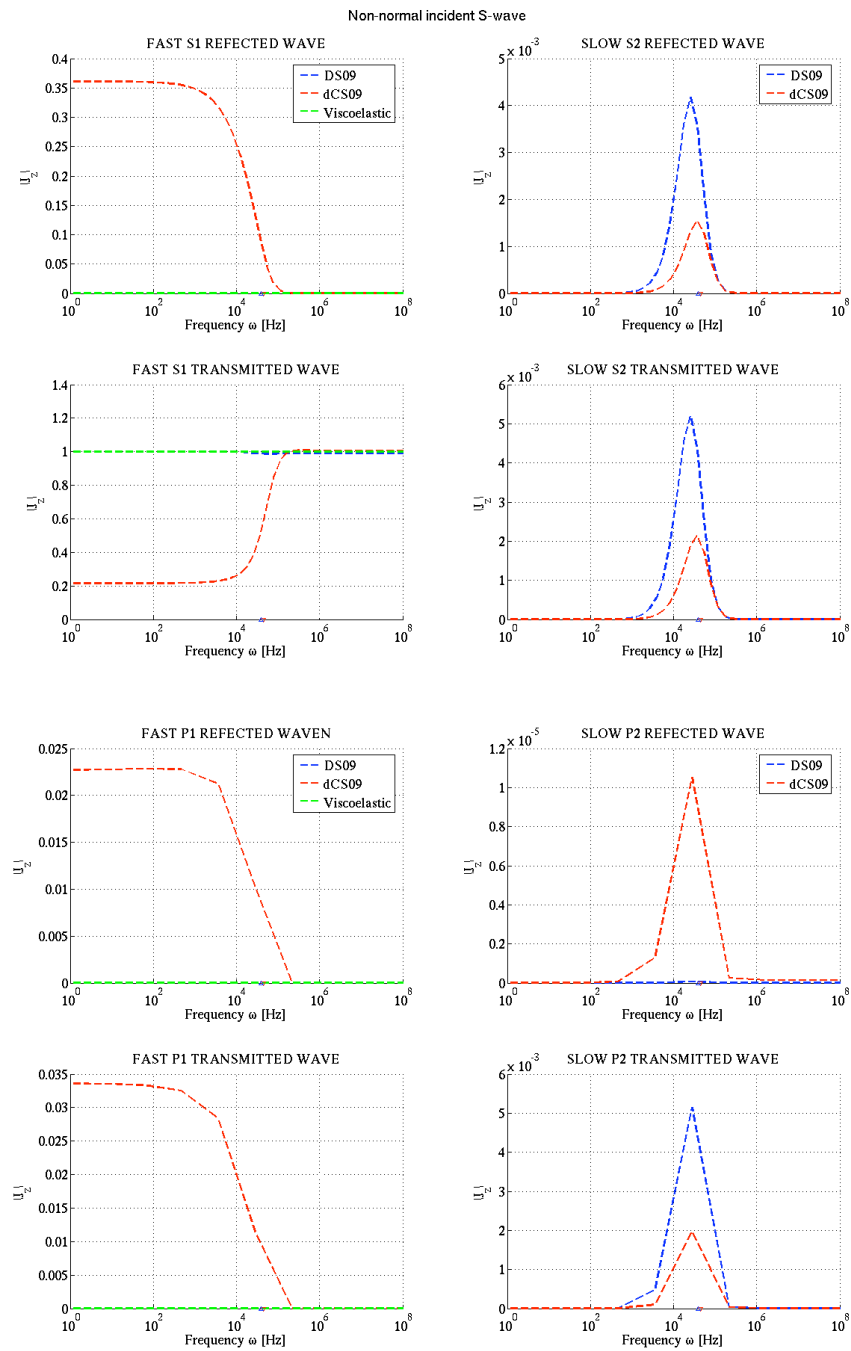 Non-normal incident S-wave
FAST S1 REFECTED WAVE
0.4
0.35
0.3
0.25
0.2
0.15
0.1
0.05
0
|J_z|
DS09
dCS09
Viscoelastic
10^0 10^2 10^4 10^6 10^8
Frequency ω [Hz]
SLOW S2 REFECTED WAVE
5 x 10^-3
4
3
2
1
0
|J_z|
DS09
dCS09
10^0 10^2 10^4 10^6 10^8
Frequency ω [Hz]
FAST S1 TRANSMITTED WAVE
1.4
1.2
1
0.8
0.6
0.4
0.2
0
|J_z|
10^0 10^2 10^4 10^6 10^8
Frequency ω [Hz]
SLOW S2 TRANSMITTED WAVE
6 x 10^-3
5
4
3
2
1
0
|J_z|
10^0 10^2 10^4 10^6 10^8
Frequency ω [Hz]
FAST P1 REFECTED WAVEN
0.025
0.02
0.015
0.01
0.005
0
|J_z|
DS09
dCS09
Viscoelastic
10^0 10^2 10^4 10^6 10^8
Frequency ω [Hz]
SLOW P2 REFECTED WAVE
1.2 x 10^-5
1
0.8
0.6
0.4
0.2
0
|J_z|
DS09
dCS09
10^0 10^2 10^4 10^6 10^8
Frequency ω [Hz]
FAST P1 TRANSMITTED WAVE
0.035
0.03
0.025
0.02
0.015
0.01
0.005
0
|J_z|
10^0 10^2 10^4 10^6 10^8
Frequency ω [Hz]
SLOW P2 TRANSMITTED WAVE
6 x 10^-3
5
4
3
2
1
0
|J_z|
10^0 10^2 10^4 10^6 10^8
Frequency ω [Hz]